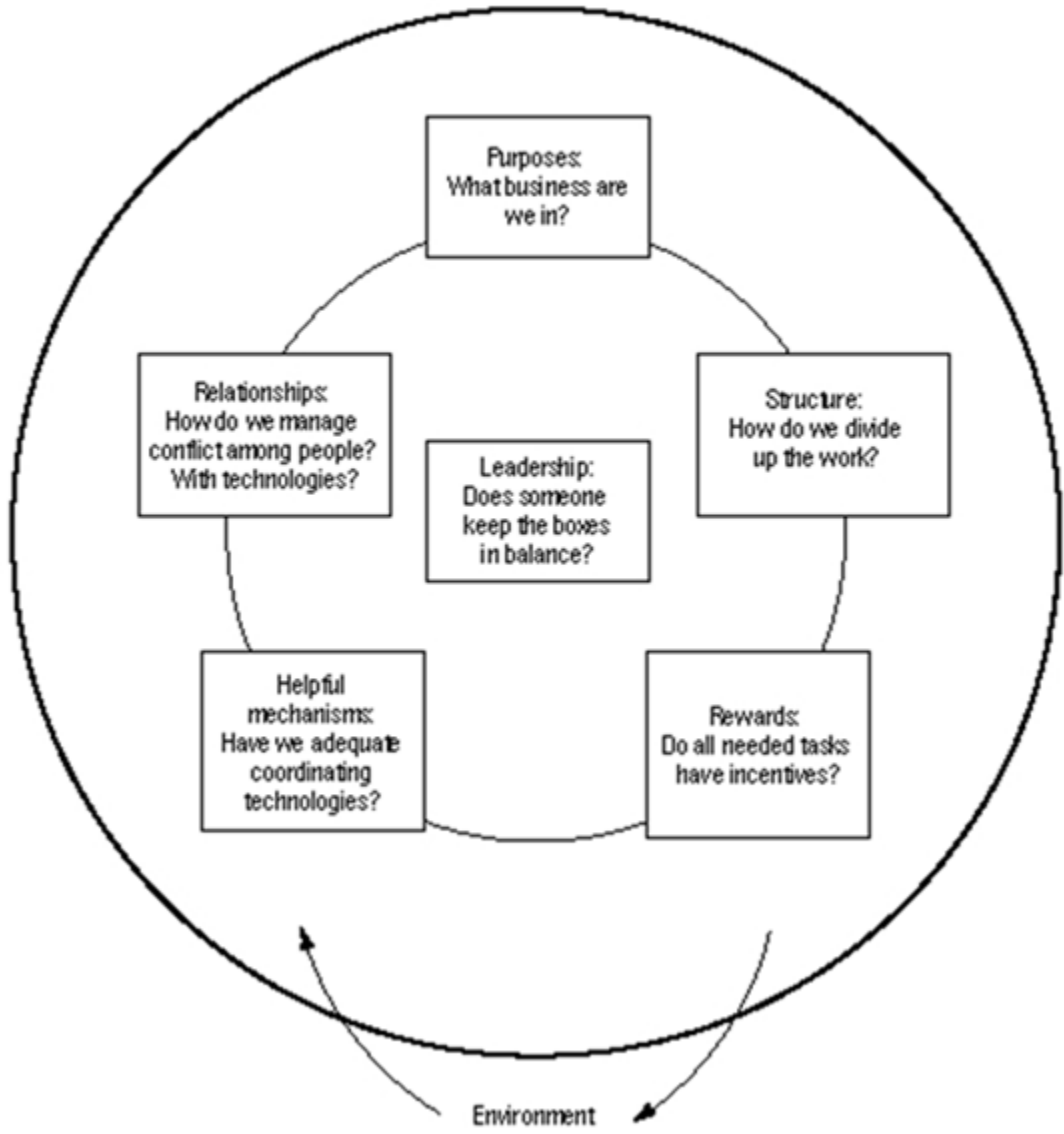 Purposes:
What business are
we in?
Relationships:
How do we manage
conflict among people?
With technologies?
Structure:
How do we divide
up the work?
Leadership:
Does someone
keep the boxes
in balance?
Helpful
mechanisms:
Have we adequate
coordinating
technologies?
Rewards:
Do all needed tasks
have incentives?
Environment